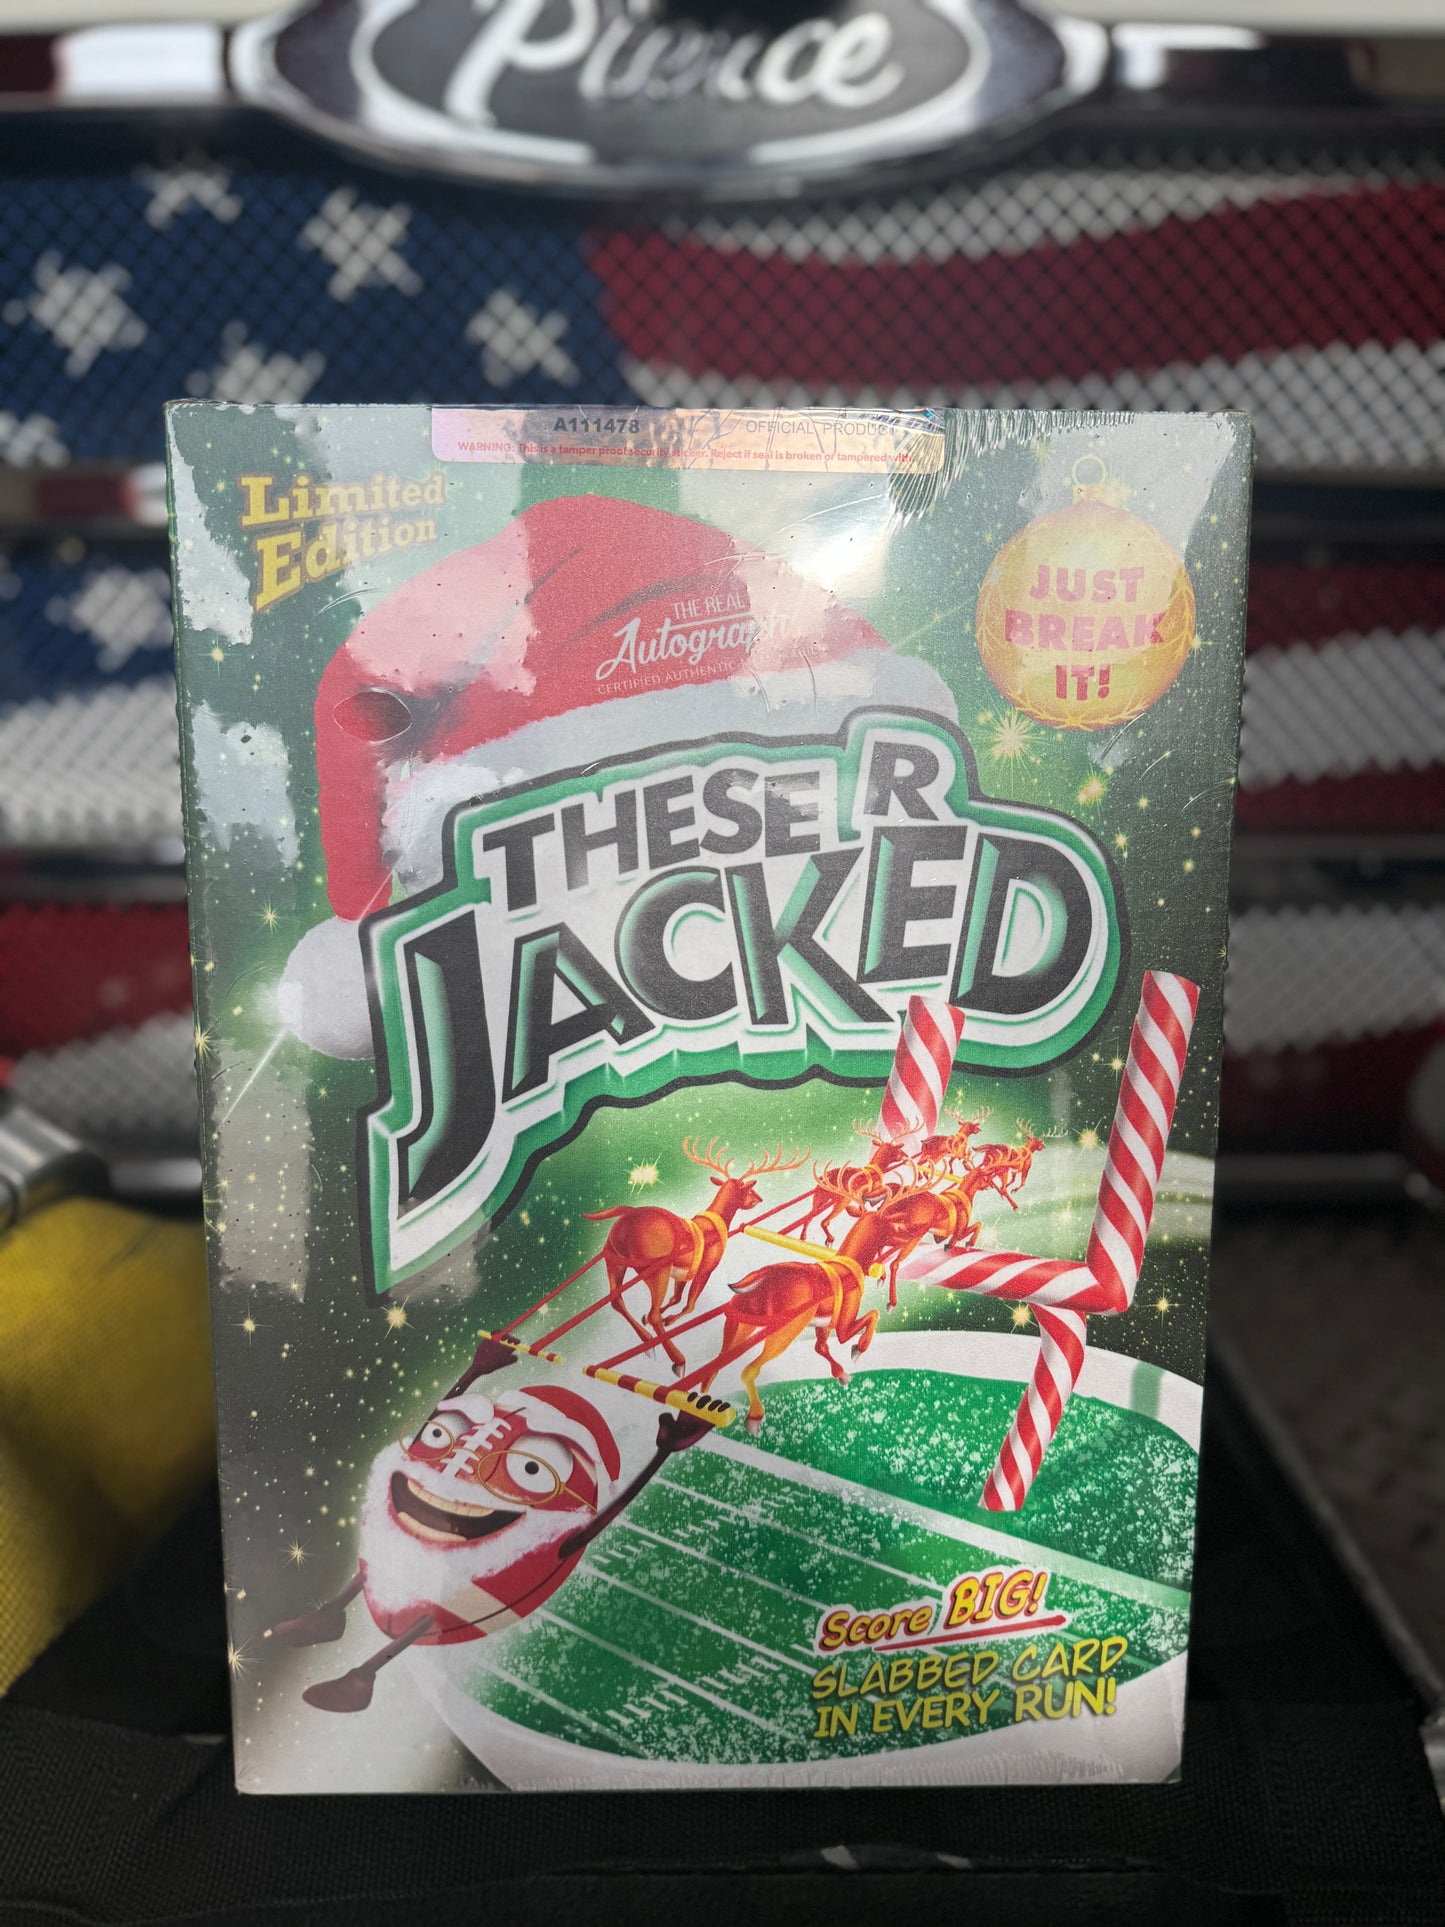 Pierce
A111478 OFFICIAL PRODUCT
WARNING: This is a tamper proof security sticker. Reject if seal is broken or tampered with.
Limited
Edition
JUST
BREAK
IT!
THE REAL
Autograph
CERTIFIED AUTHENTIC
THESE R
JACKED
Score BIG!
SLABBED CARD
IN EVERY RUN!